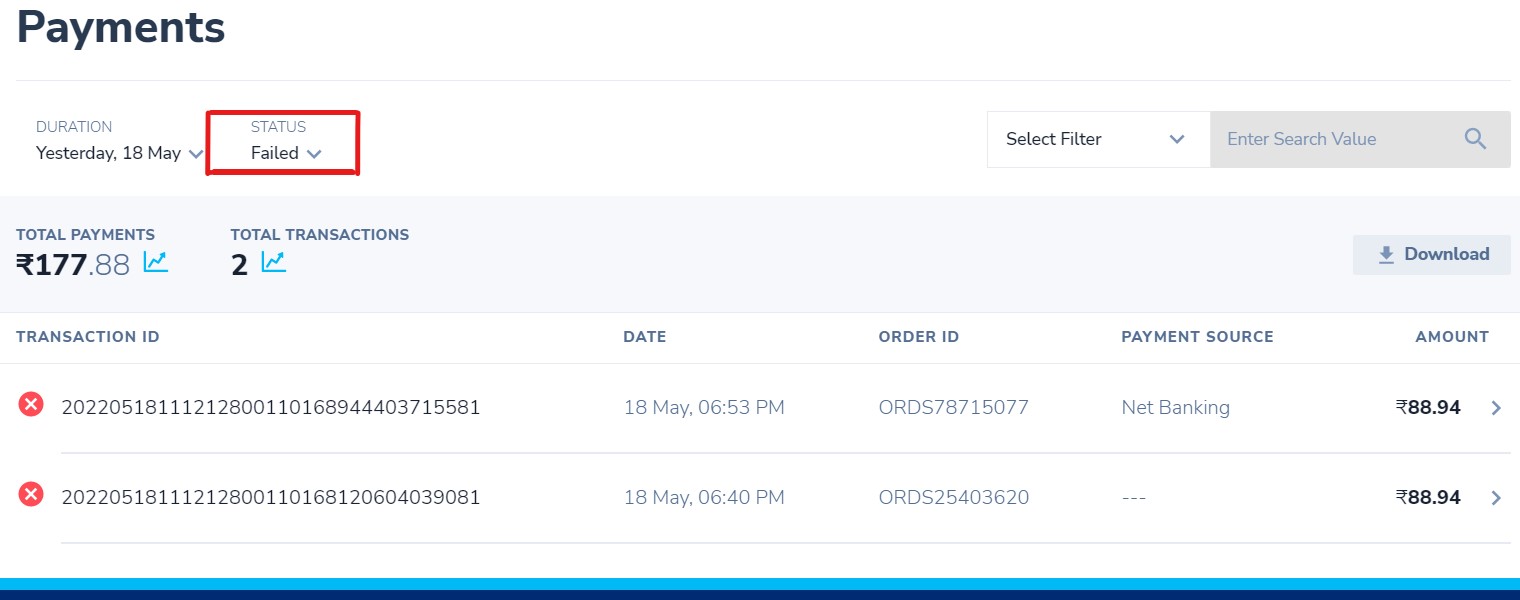 Payments
DURATION
Yesterday, 18 May
STATUS
Failed
Select Filter
Enter Search Value
TOTAL PAYMENTS
₹177.88
TOTAL TRANSACTIONS
2
Download
TRANSACTION ID DATE ORDER ID PAYMENT SOURCE AMOUNT
20220518111212800110168944403715581 18 May, 06:53 PM ORDS78715077 Net Banking ₹88.94
20220518111212800110168120604039081 18 May, 06:40 PM ORDS25403620 --- ₹88.94